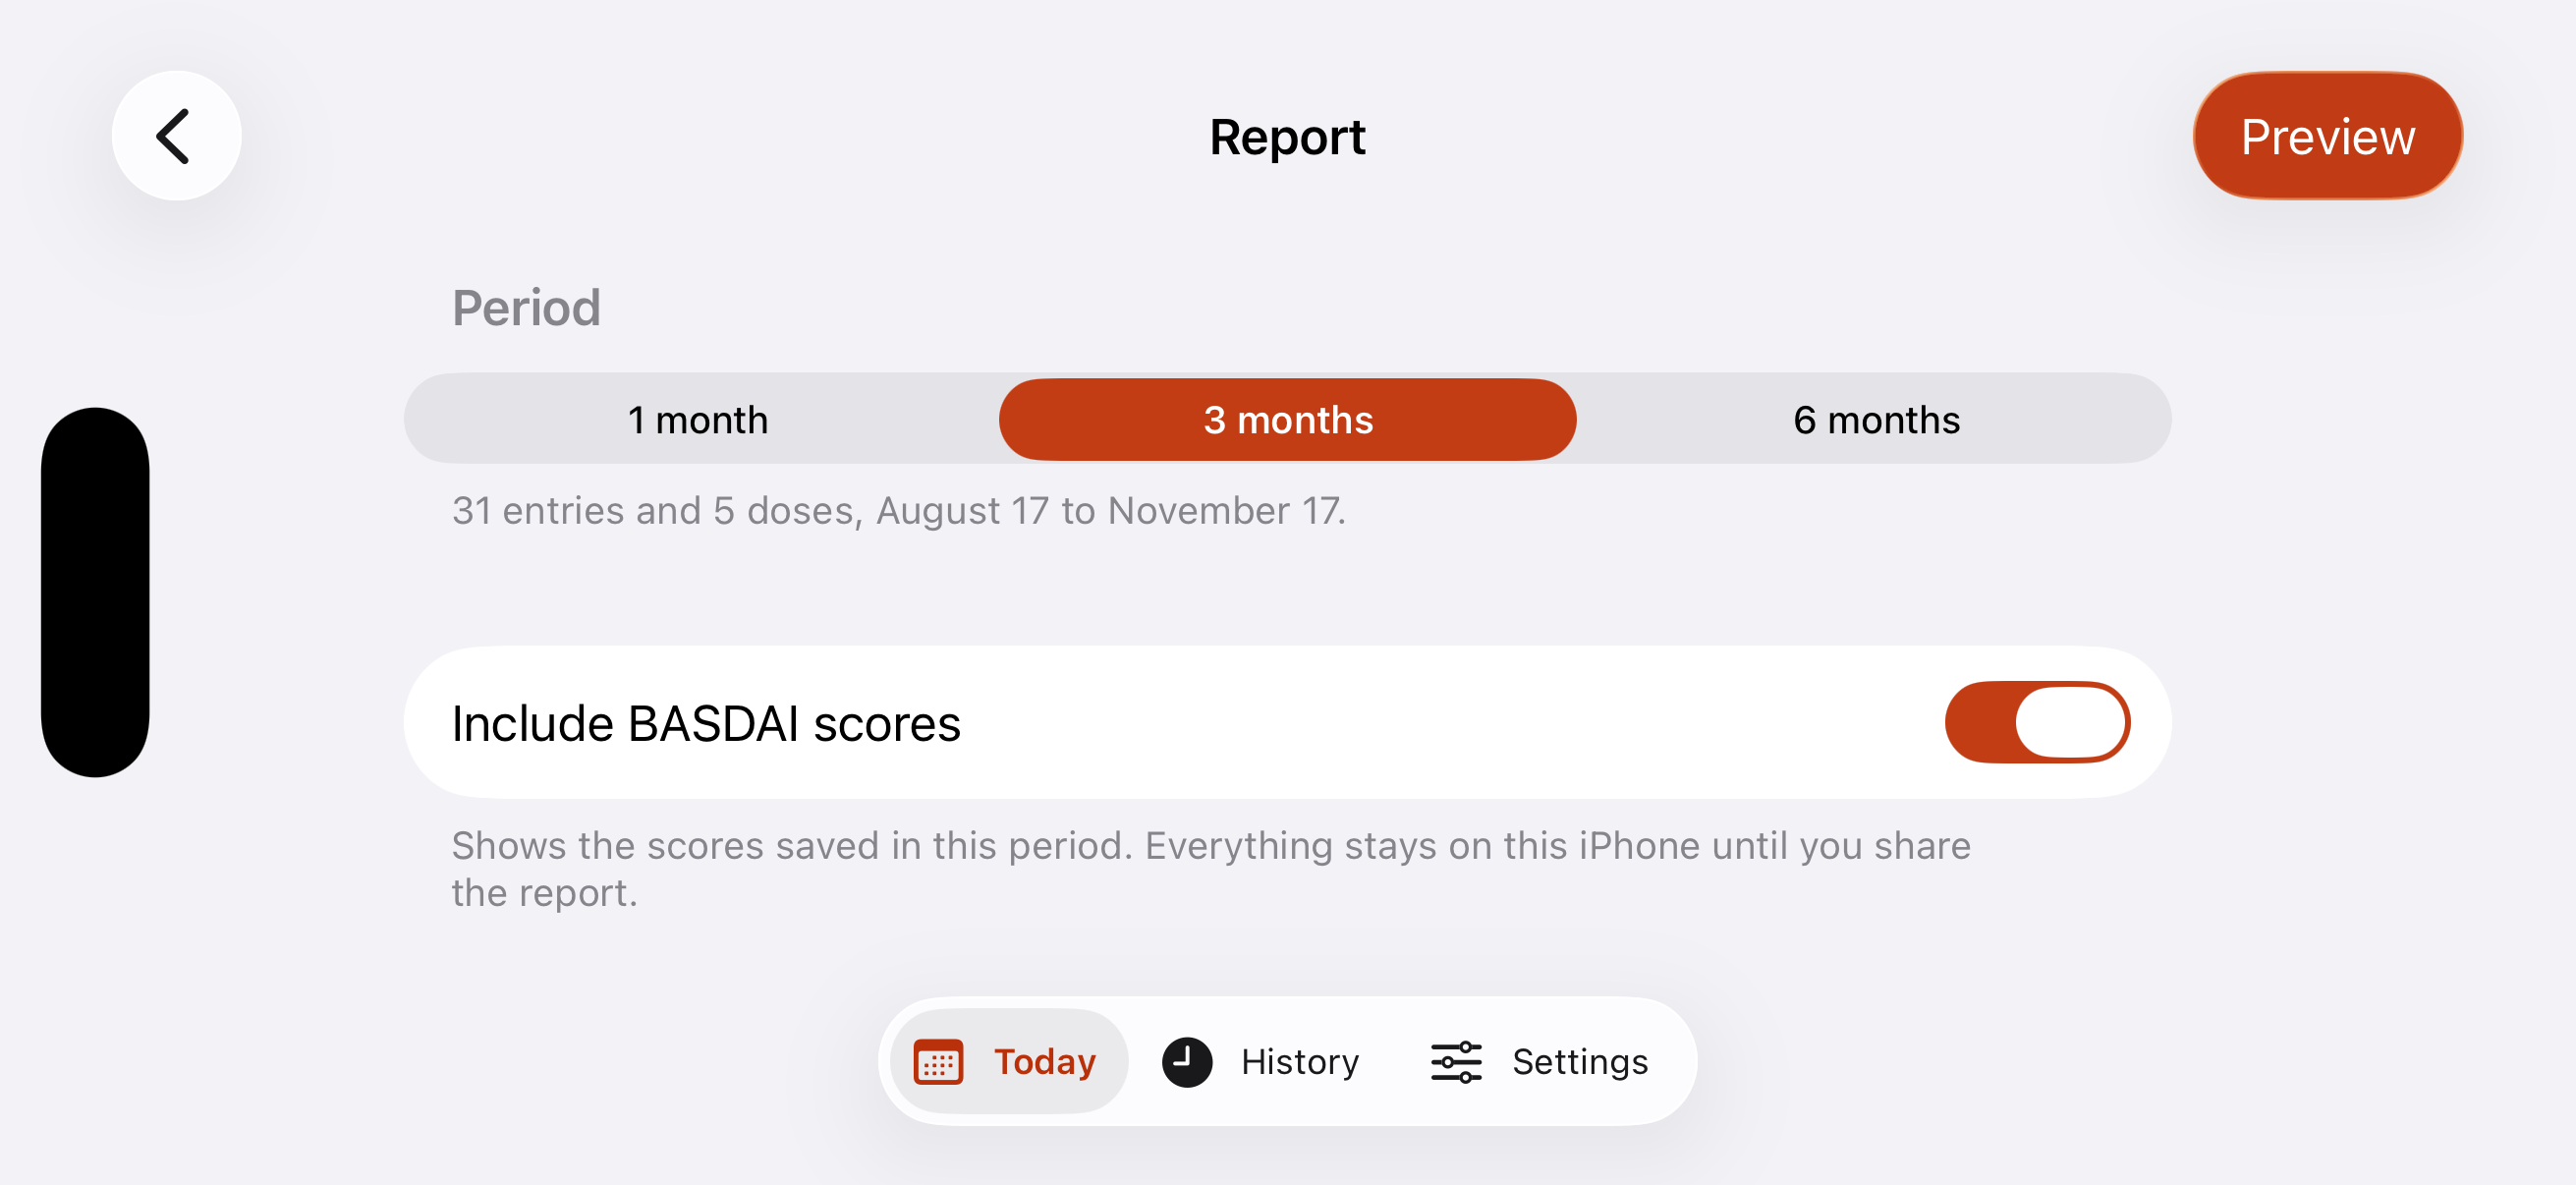 Report
Preview
Period
1 month
3 months
6 months
31 entries and 5 doses, August 17 to November 17.
Include BASDAI scores
Shows the scores saved in this period. Everything stays on this iPhone until you share
the report.
Today
History
Settings